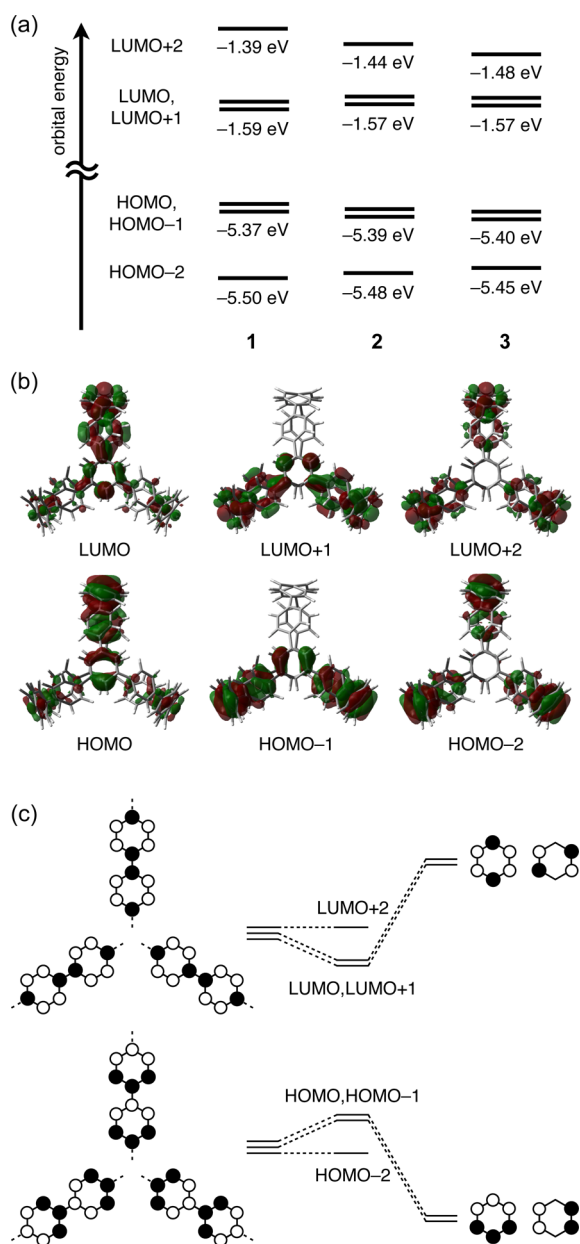 (a)
orbital energy
LUMO+2
−1.39 eV
−1.44 eV
−1.48 eV
LUMO,
LUMO+1
−1.59 eV
−1.57 eV
−1.57 eV
HOMO,
HOMO−1
−5.37 eV
−5.39 eV
−5.40 eV
HOMO−2
−5.50 eV
−5.48 eV
−5.45 eV
1
2
3
(b)
LUMO
LUMO+1
LUMO+2
HOMO
HOMO−1
HOMO−2
(c)
LUMO+2
LUMO,LUMO+1
HOMO,HOMO−1
HOMO−2